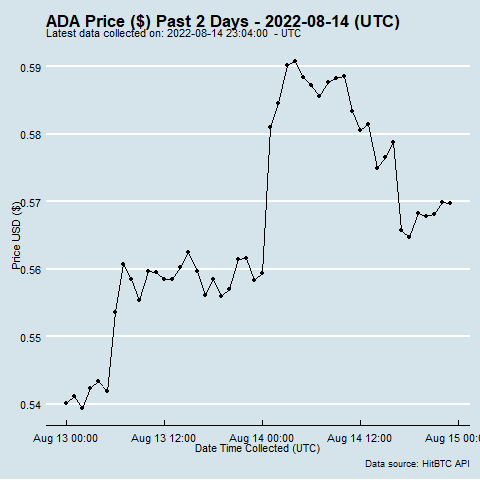 ADA Price ($) Past 2 Days - 2022-08-14 (UTC)
Latest data collected on: 2022-08-14 23:04:00 - UTC
0.59
0.58
0.57
0.56
0.55
0.54
Price USD ($)
Aug 13 00:00 Aug 13 12:00 Aug 14 00:00 Aug 14 12:00 Aug 15 00:
Date Time Collected (UTC)
Data source: HitBTC API